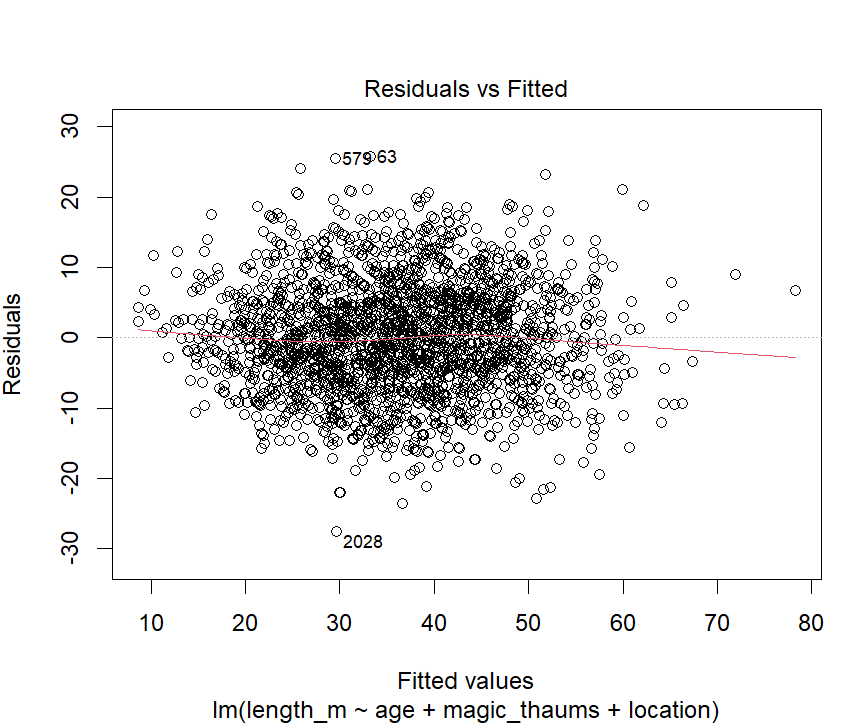 Residuals vs Fitted
30
20
10
0
-10
-20
-30
Residuals
579
63
2028
10 20 30 40 50 60 70 80
Fitted values
lm(length_m ~ age + magic_thaums + location)